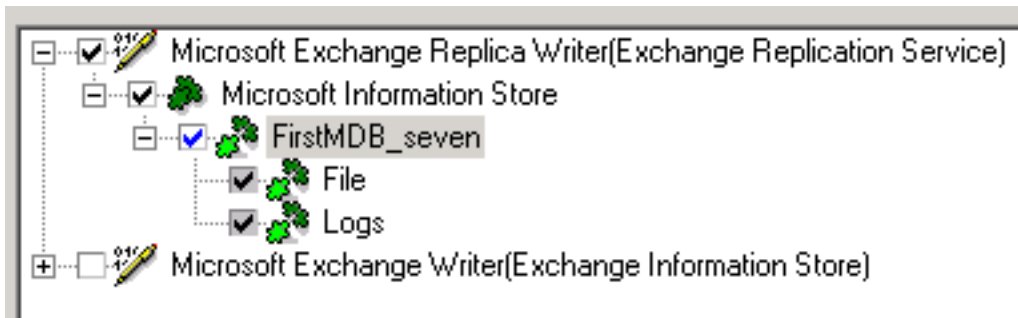 Microsoft Exchange Replica Writer(Exchange Replication Service)
Microsoft Information Store
FirstMDB_seven
File
Logs
Microsoft Exchange Writer(Exchange Information Store)